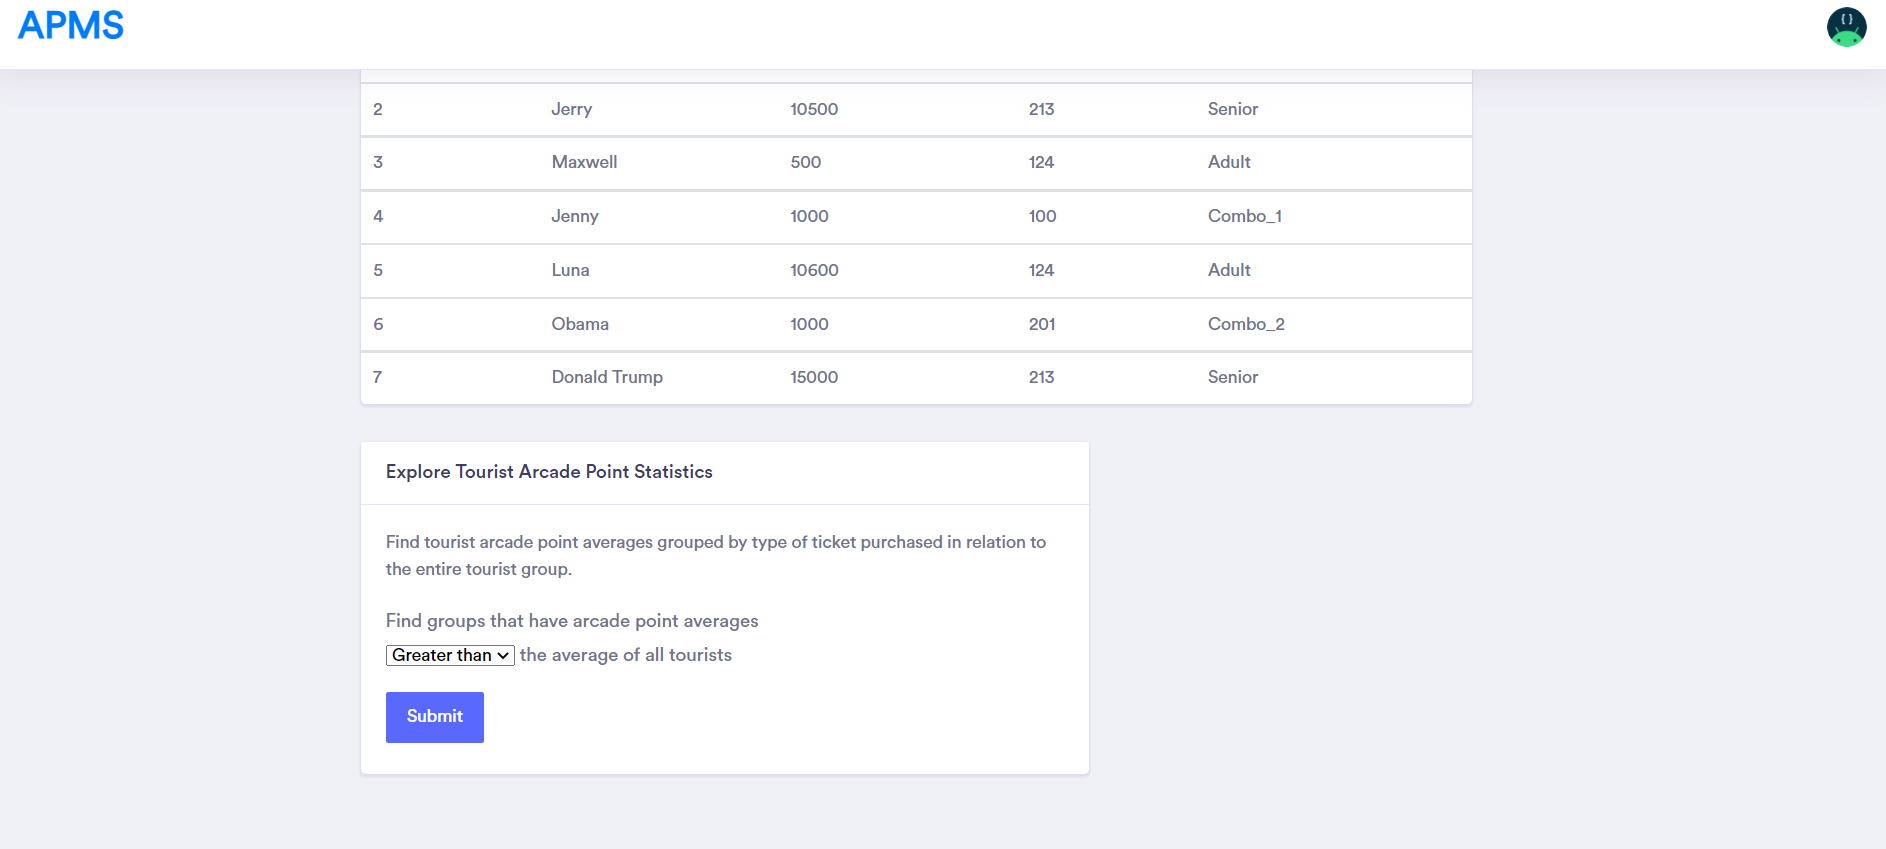 APMS
2 Jerry 10500 213 Senior
3 Maxwell 500 124 Adult
4 Jenny 1000 100 Combo_1
5 Luna 10600 124 Adult
6 Obama 1000 201 Combo_2
7 Donald Trump 15000 213 Senior
Explore Tourist Arcade Point Statistics
Find tourist arcade point averages grouped by type of ticket purchased in relation to
the entire tourist group.
Find groups that have arcade point averages
Greater than the average of all tourists
Submit